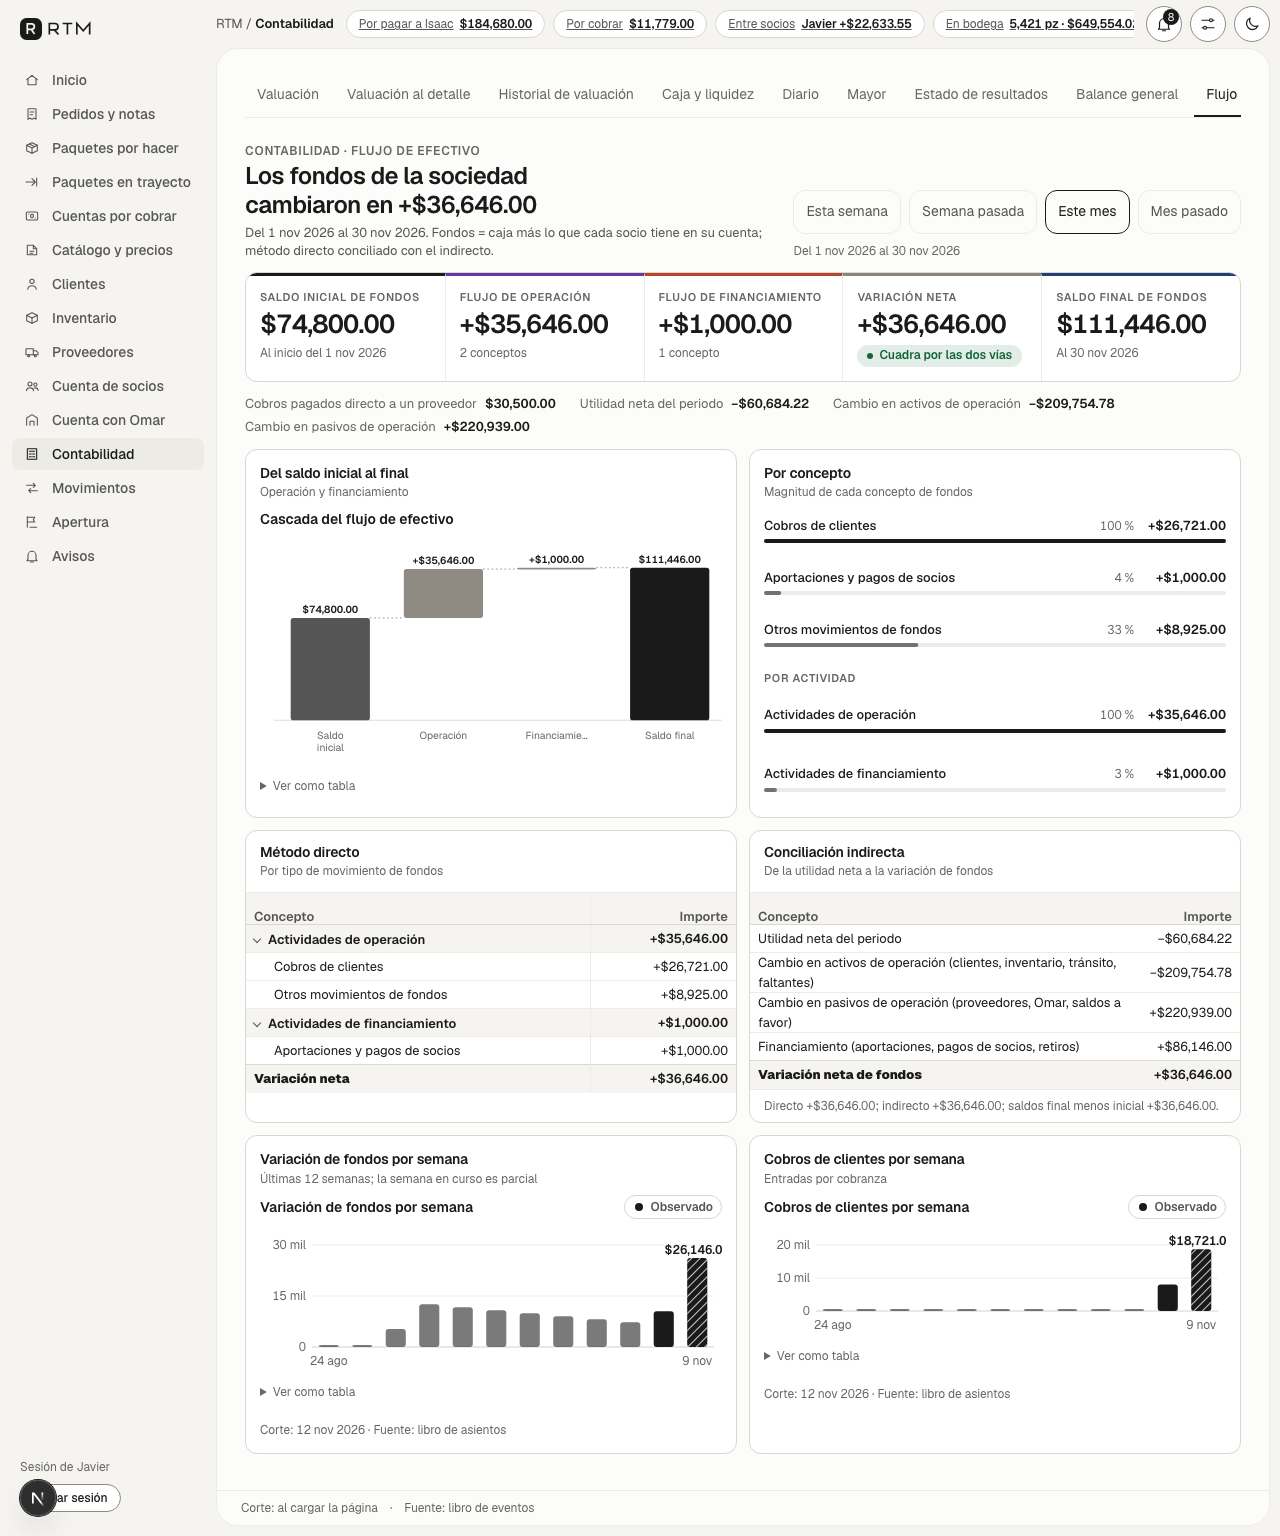 R RTM
RTM / Contabilidad
Por pagar a Isaac $184,680.00
Por cobrar $11,779.00
Entre socios Javier +$22,633.55
En bodega 5,421 pz · $649,554.02
8
Inicio
Pedidos y notas
Paquetes por hacer
Paquetes en trayecto
Cuentas por cobrar
Catálogo y precios
Clientes
Inventario
Proveedores
Cuenta de socios
Cuenta con Omar
Contabilidad
Movimientos
Apertura
Avisos
Sesión de Javier
N
ar sesión
Valuación
Valuación al detalle
Historial de valuación
Caja y liquidez
Diario
Mayor
Estado de resultados
Balance general
Flujo
CONTABILIDAD · FLUJO DE EFECTIVO
Los fondos de la sociedad
cambiaron en +$36,646.00
Del 1 nov 2026 al 30 nov 2026. Fondos = caja más lo que cada socio tiene en su cuenta;
método directo conciliado con el indirecto.
Esta semana
Semana pasada
Este mes
Mes pasado
Del 1 nov 2026 al 30 nov 2026
SALDO INICIAL DE FONDOS
$74,800.00
Al inicio del 1 nov 2026
FLUJO DE OPERACIÓN
+$35,646.00
2 conceptos
FLUJO DE FINANCIAMIENTO
+$1,000.00
1 concepto
VARIACIÓN NETA
+$36,646.00
Cuadra por las dos vías
SALDO FINAL DE FONDOS
$111,446.00
Al 30 nov 2026
Cobros pagados directo a un proveedor $30,500.00
Utilidad neta del periodo −$60,684.22
Cambio en activos de operación −$209,754.78
Cambio en pasivos de operación +$220,939.00
Del saldo inicial al final
Operación y financiamiento
Cascada del flujo de efectivo
$74,800.00
+$35,646.00
+$1,000.00
$111,446.00
Saldo
inicial
Operación
Financiamie…
Saldo final
▶ Ver como tabla
Por concepto
Magnitud de cada concepto de fondos
Cobros de clientes 100 % +$26,721.00
Aportaciones y pagos de socios 4 % +$1,000.00
Otros movimientos de fondos 33 % +$8,925.00
POR ACTIVIDAD
Actividades de operación 100 % +$35,646.00
Actividades de financiamiento 3 % +$1,000.00
Método directo
Por tipo de movimiento de fondos
Concepto Importe
Actividades de operación +$35,646.00
Cobros de clientes +$26,721.00
Otros movimientos de fondos +$8,925.00
Actividades de financiamiento +$1,000.00
Aportaciones y pagos de socios +$1,000.00
Variación neta +$36,646.00
Conciliación indirecta
De la utilidad neta a la variación de fondos
Concepto Importe
Utilidad neta del periodo −$60,684.22
Cambio en activos de operación (clientes, inventario, tránsito,
faltantes) −$209,754.78
Cambio en pasivos de operación (proveedores, Omar, saldos a
favor) +$220,939.00
Financiamiento (aportaciones, pagos de socios, retiros) +$86,146.00
Variación neta de fondos +$36,646.00
Directo +$36,646.00; indirecto +$36,646.00; saldos final menos inicial +$36,646.00.
Variación de fondos por semana
Últimas 12 semanas; la semana en curso es parcial
Variación de fondos por semana
Observado
30 mil
15 mil
0
$26,146.0
24 ago
9 nov
▶ Ver como tabla
Corte: 12 nov 2026 · Fuente: libro de asientos
Cobros de clientes por semana
Entradas por cobranza
Cobros de clientes por semana
Observado
20 mil
10 mil
0
$18,721.0
24 ago
9 nov
▶ Ver como tabla
Corte: 12 nov 2026 · Fuente: libro de asientos
Corte: al cargar la página · Fuente: libro de eventos